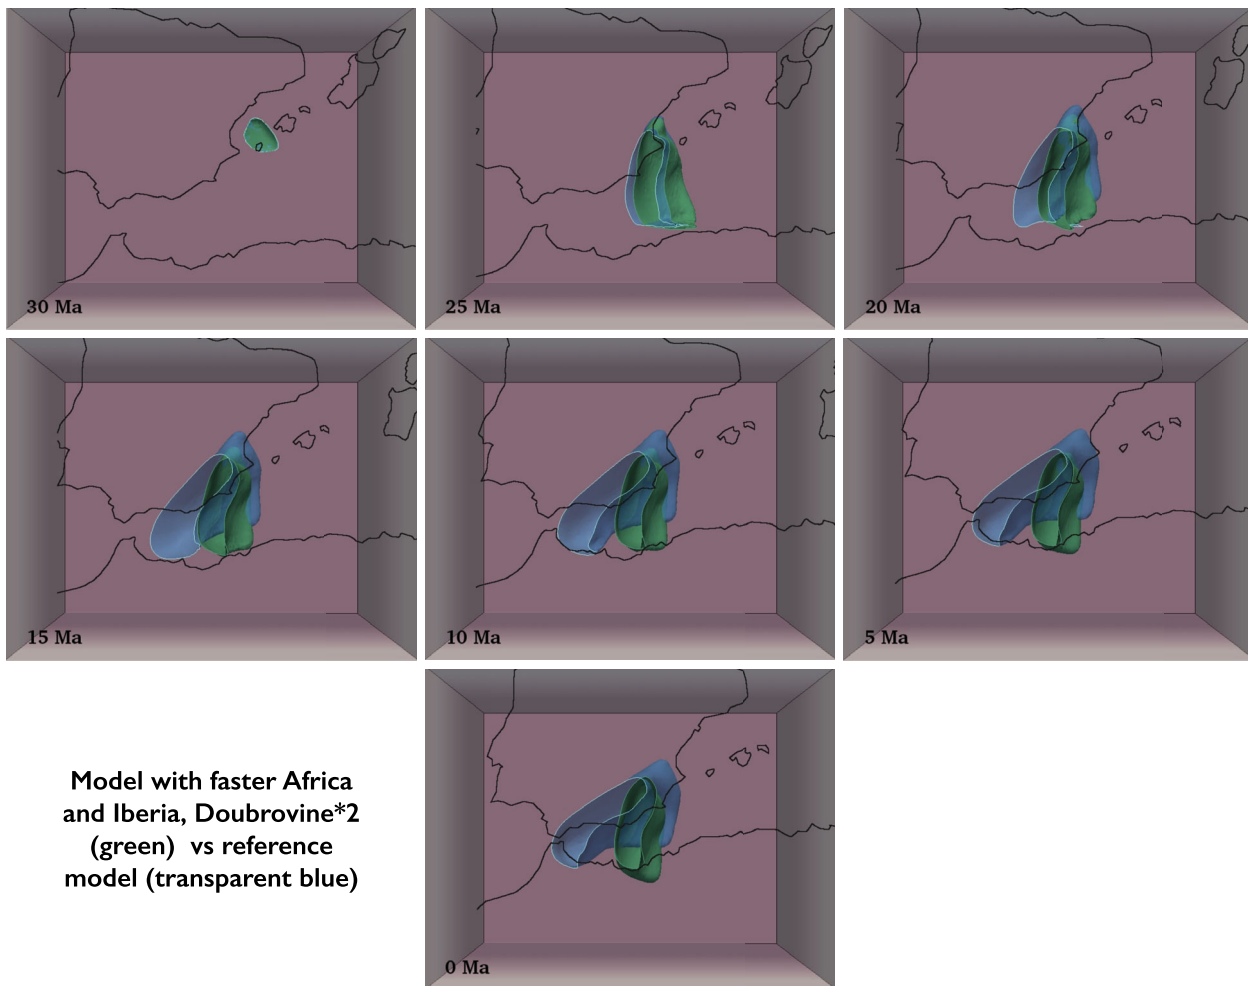 30 Ma
25 Ma
20 Ma
15 Ma
10 Ma
5 Ma
Model with faster Africa
and Iberia, Doubrovine*2
(green) vs reference
model (transparent blue)
0 Ma